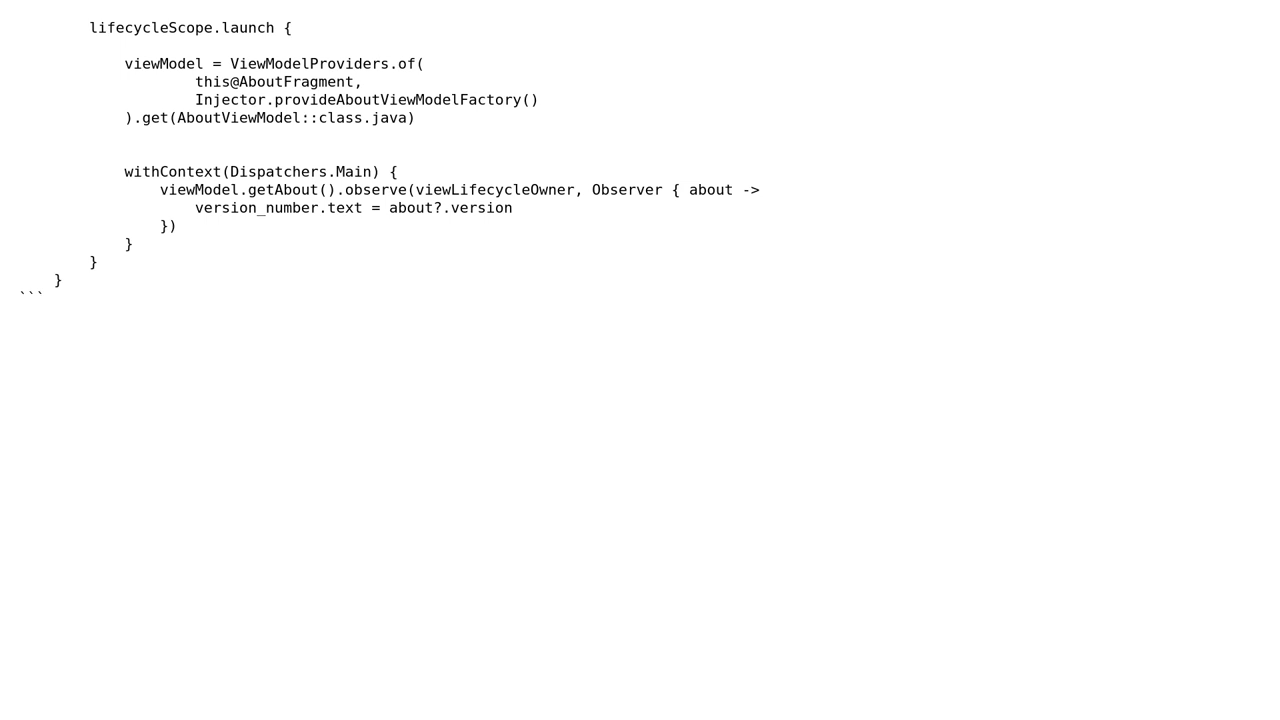 lifecycleScope.launch {
viewModel = ViewModelProviders.of(
this@AboutFragment,
Injector.provideAboutViewModelFactory()
).get(AboutViewModel::class.java)
withContext(Dispatchers.Main) {
viewModel.getAbout().observe(viewLifecycleOwner, Observer { about ->
version_number.text = about?.version
})
}
}
}
```